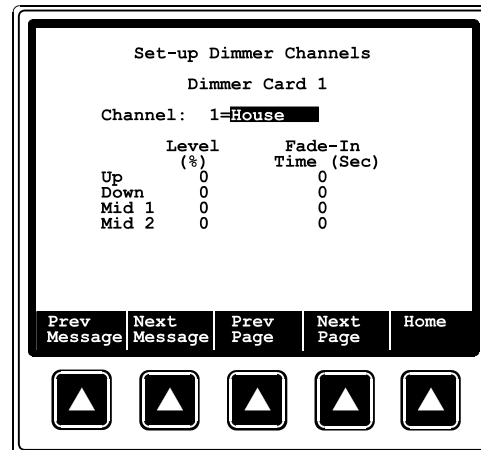 Set-up Dimmer Channels
Dimmer Card 1
Channel: 1=House
Level Fade-In
(%) Time (Sec)
Up 0 0
Down 0 0
Mid 1 0 0
Mid 2 0 0
Prev Next Prev Next Home
Message Message Page Page